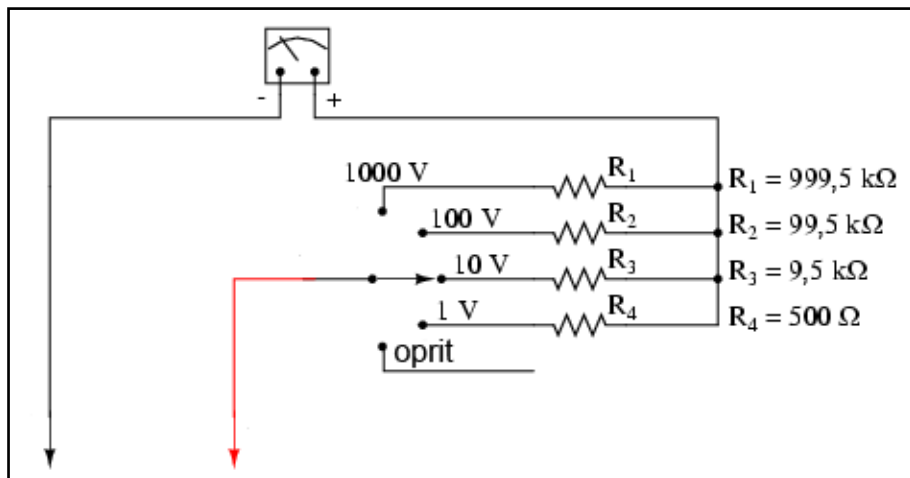 - +
1000 V R₁ R₁ = 999,5 kΩ
100 V R₂ R₂ = 99,5 kΩ
10 V R₃ R₃ = 9,5 kΩ
1 V R₄ R₄ = 500 Ω
oprit